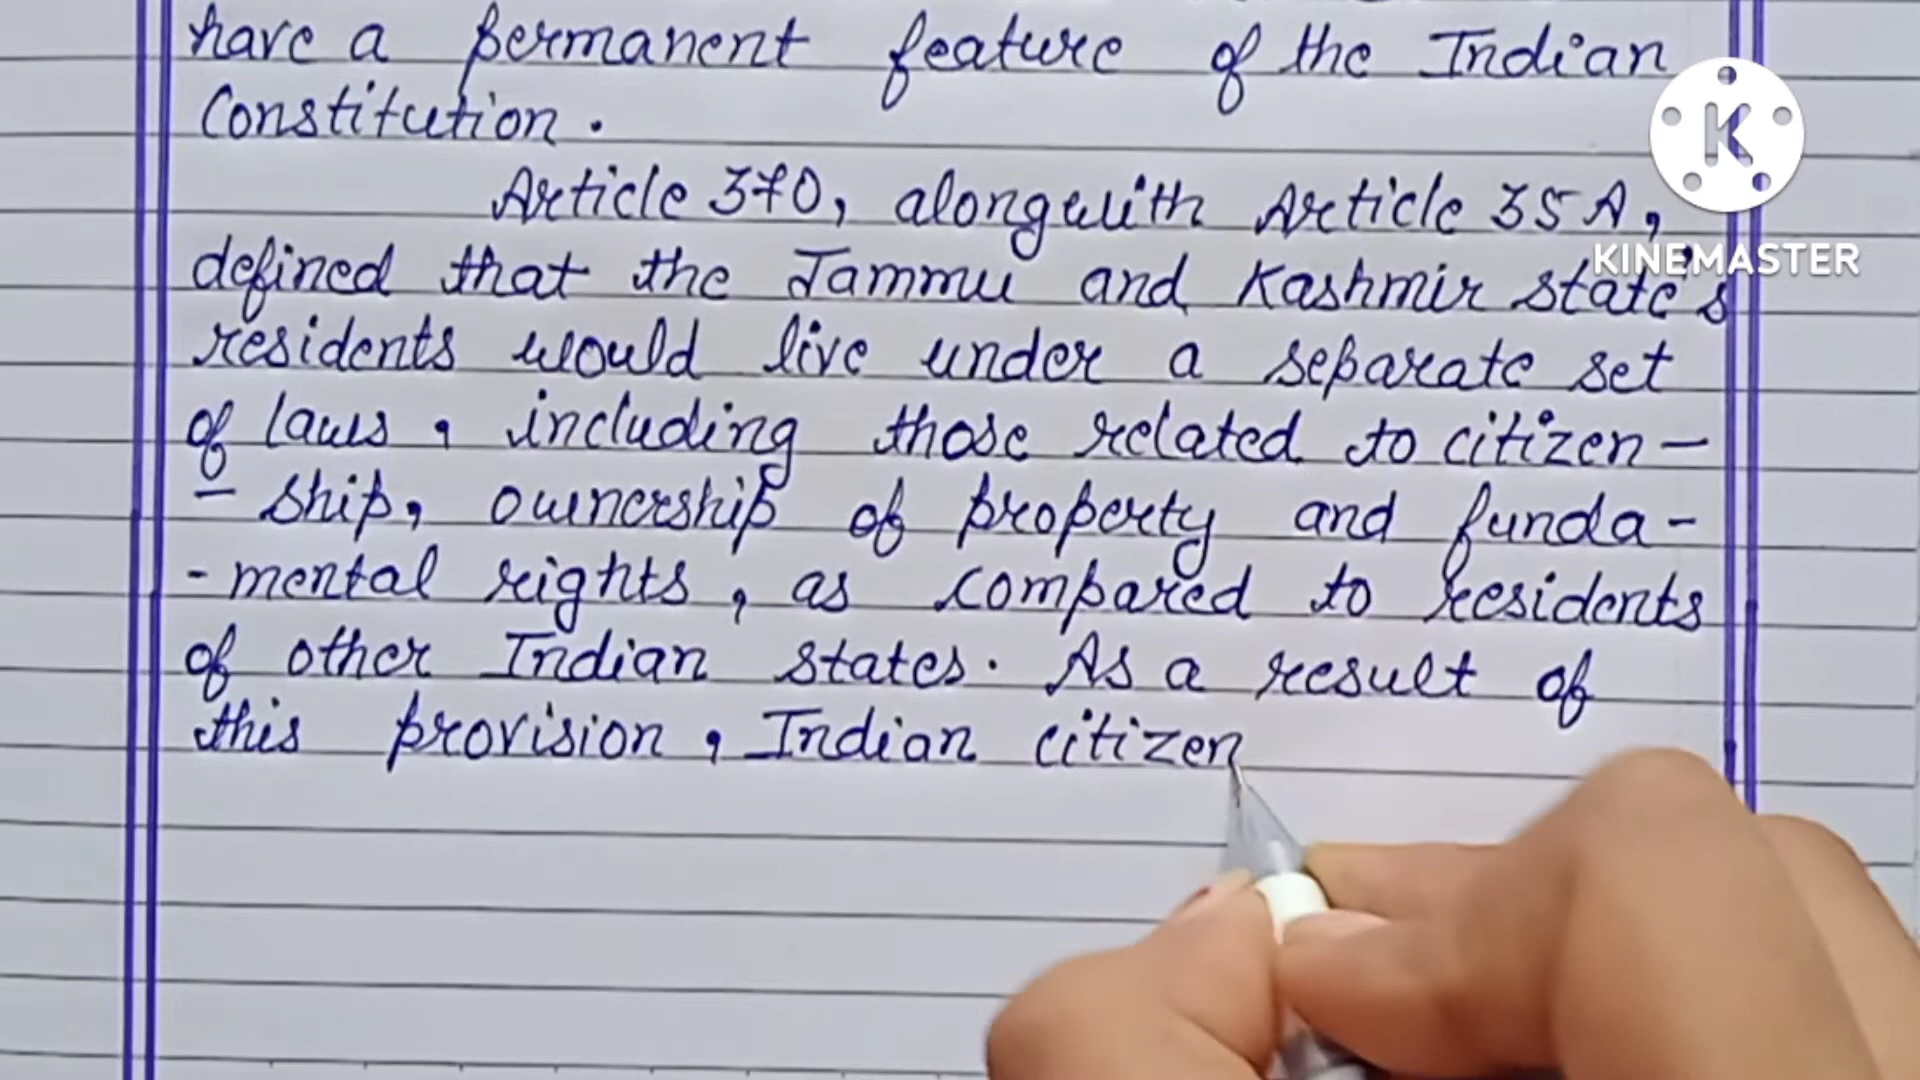 have a permanent feature of the Indian
Constitution.
Article 370, alongwith Article 35A,
defined that the Jammu and Kashmir state's
residents would live under a separate set
of laws, including those related to citizen-
- ship, ownership of property and funda-
-mental rights, as compared to residents
of other Indian states. As a result of
this provision, Indian citizen
K
KINEMASTER